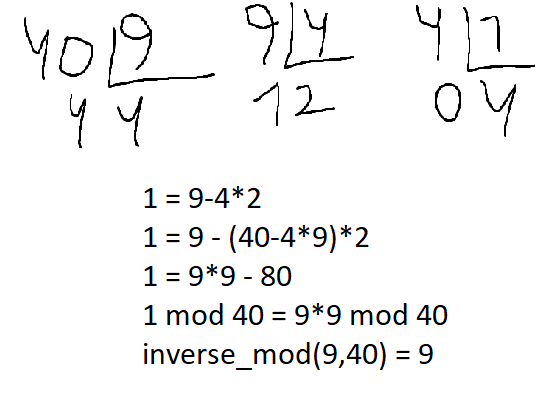 40 9 9 4 4 1
4 4 1 2 0 4
1 = 9-4*2
1 = 9 - (40-4*9)*2
1 = 9*9 - 80
1 mod 40 = 9*9 mod 40
inverse_mod(9,40) = 9